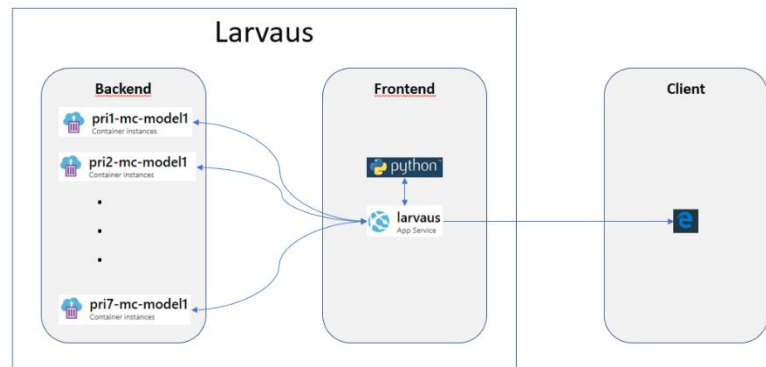 Larvaus
Backend
pri1-mc-model1
Container instances
pri2-mc-model1
Container instances
pri7-mc-model1
Container instances
Frontend
python
larvaus
App Service
Client